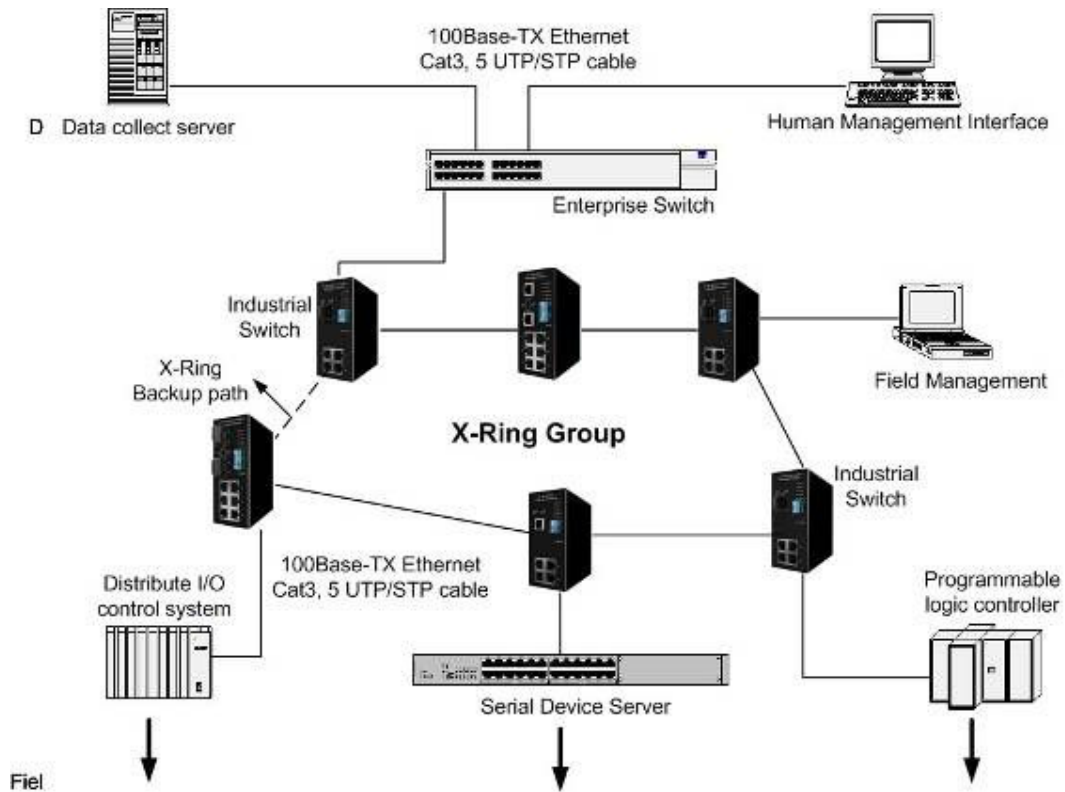 100Base-TX Ethernet
Cat3, 5 UTP/STP cable
D Data collect server
Human Management Interface
Enterprise Switch
Industrial
Switch
X-Ring
Backup path
Field Management
X-Ring Group
Industrial
Switch
100Base-TX Ethernet
Cat3, 5 UTP/STP cable
Distribute I/O
control system
Programmable
logic controller
Serial Device Server
Fiel